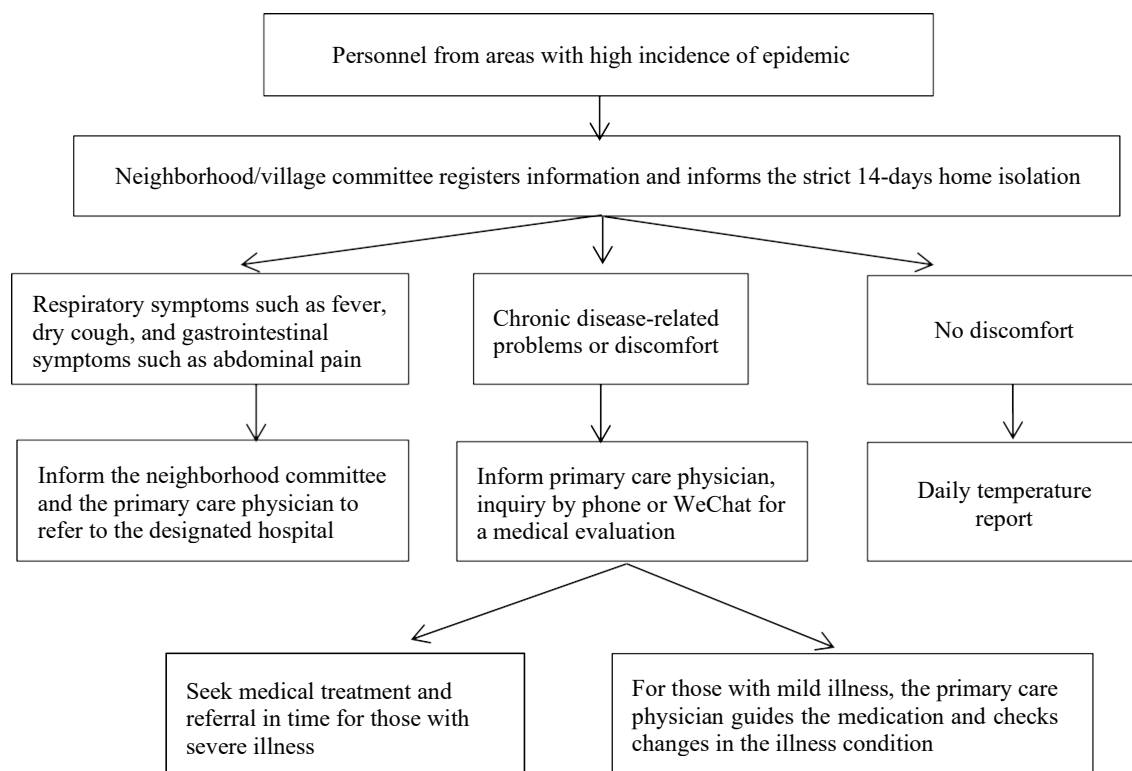 Personnel from areas with high incidence of epidemic
Neighborhood/village committee registers information and informs the strict 14-days home isolation
Respiratory symptoms such as fever,
dry cough, and gastrointestinal
symptoms such as abdominal pain
Chronic disease-related
problems or discomfort
No discomfort
Inform the neighborhood committee
and the primary care physician to
refer to the designated hospital
Inform primary care physician,
inquiry by phone or WeChat for
a medical evaluation
Daily temperature
report
Seek medical treatment and
referral in time for those with
severe illness
For those with mild illness, the primary care
physician guides the medication and checks
changes in the illness condition